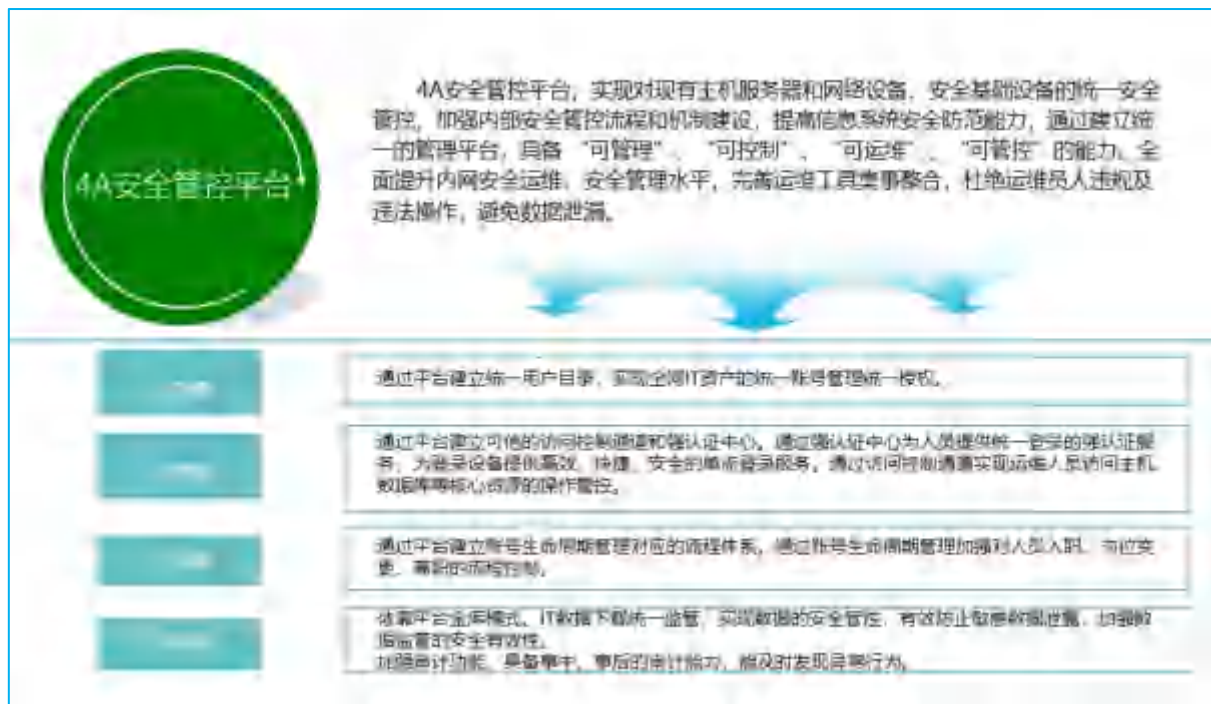 4A安全管控平台
4A安全管控平台，实现对现有主机服务器和网络设备、安全基础设备的统一安全
管控，加强内部安全管控流程和机制建设，提高信息系统安全防范能力，通过建立统
一的管理平台，具备“可管理”、“可控制”、“可运维”、“可管控”的能力、全
面提升内网安全运维、安全管理水平，完善运维工具集事整合，杜绝运维员人违规及
违法操作，避免数据泄漏。
通过平台建立统一用户目录，实现全网IT资产的统一账号管理统一授权。
通过平台建立可信的访问控制通道和强认证中心。通过强认证中心为人员提供统一登录的强认证服
务、为登录设备提供高效、快捷、安全的单点登录服务。通过访问控制通道实现运维人员访问主机
数据库等核心资源的操作管控。
通过平台建立账号生命周期管理对应的流程体系，通过账号生命周期管理加强对人员入职、岗位变
更、离职的流程控制。
依靠平台金库模式、IT数据下载统一监管，实现数据的安全管控，有效防止敏感数据泄露，加强数
据监管的安全有效性。
加强审计功能，具备事中、事后的审计能力，能及时发现异常行为。